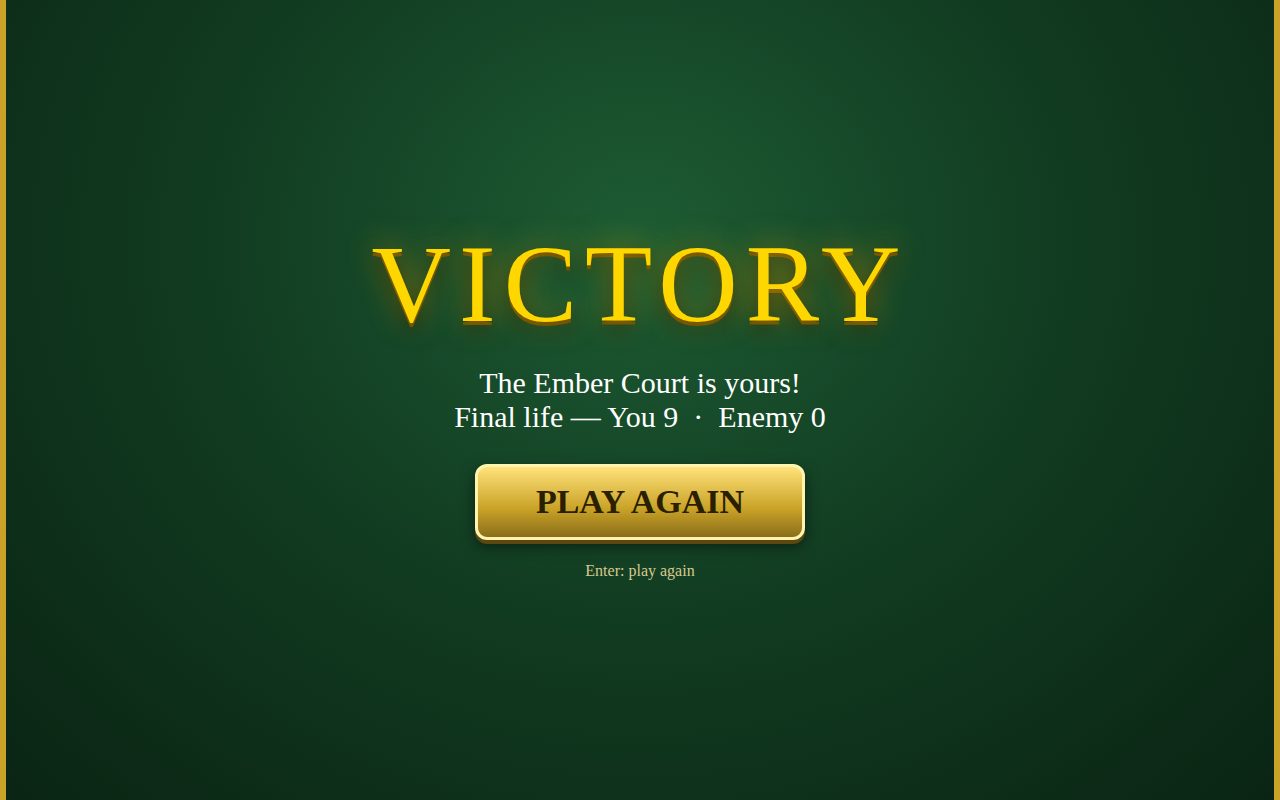 VICTORY
The Ember Court is yours!
Final life — You 9 · Enemy 0
PLAY AGAIN
Enter: play again